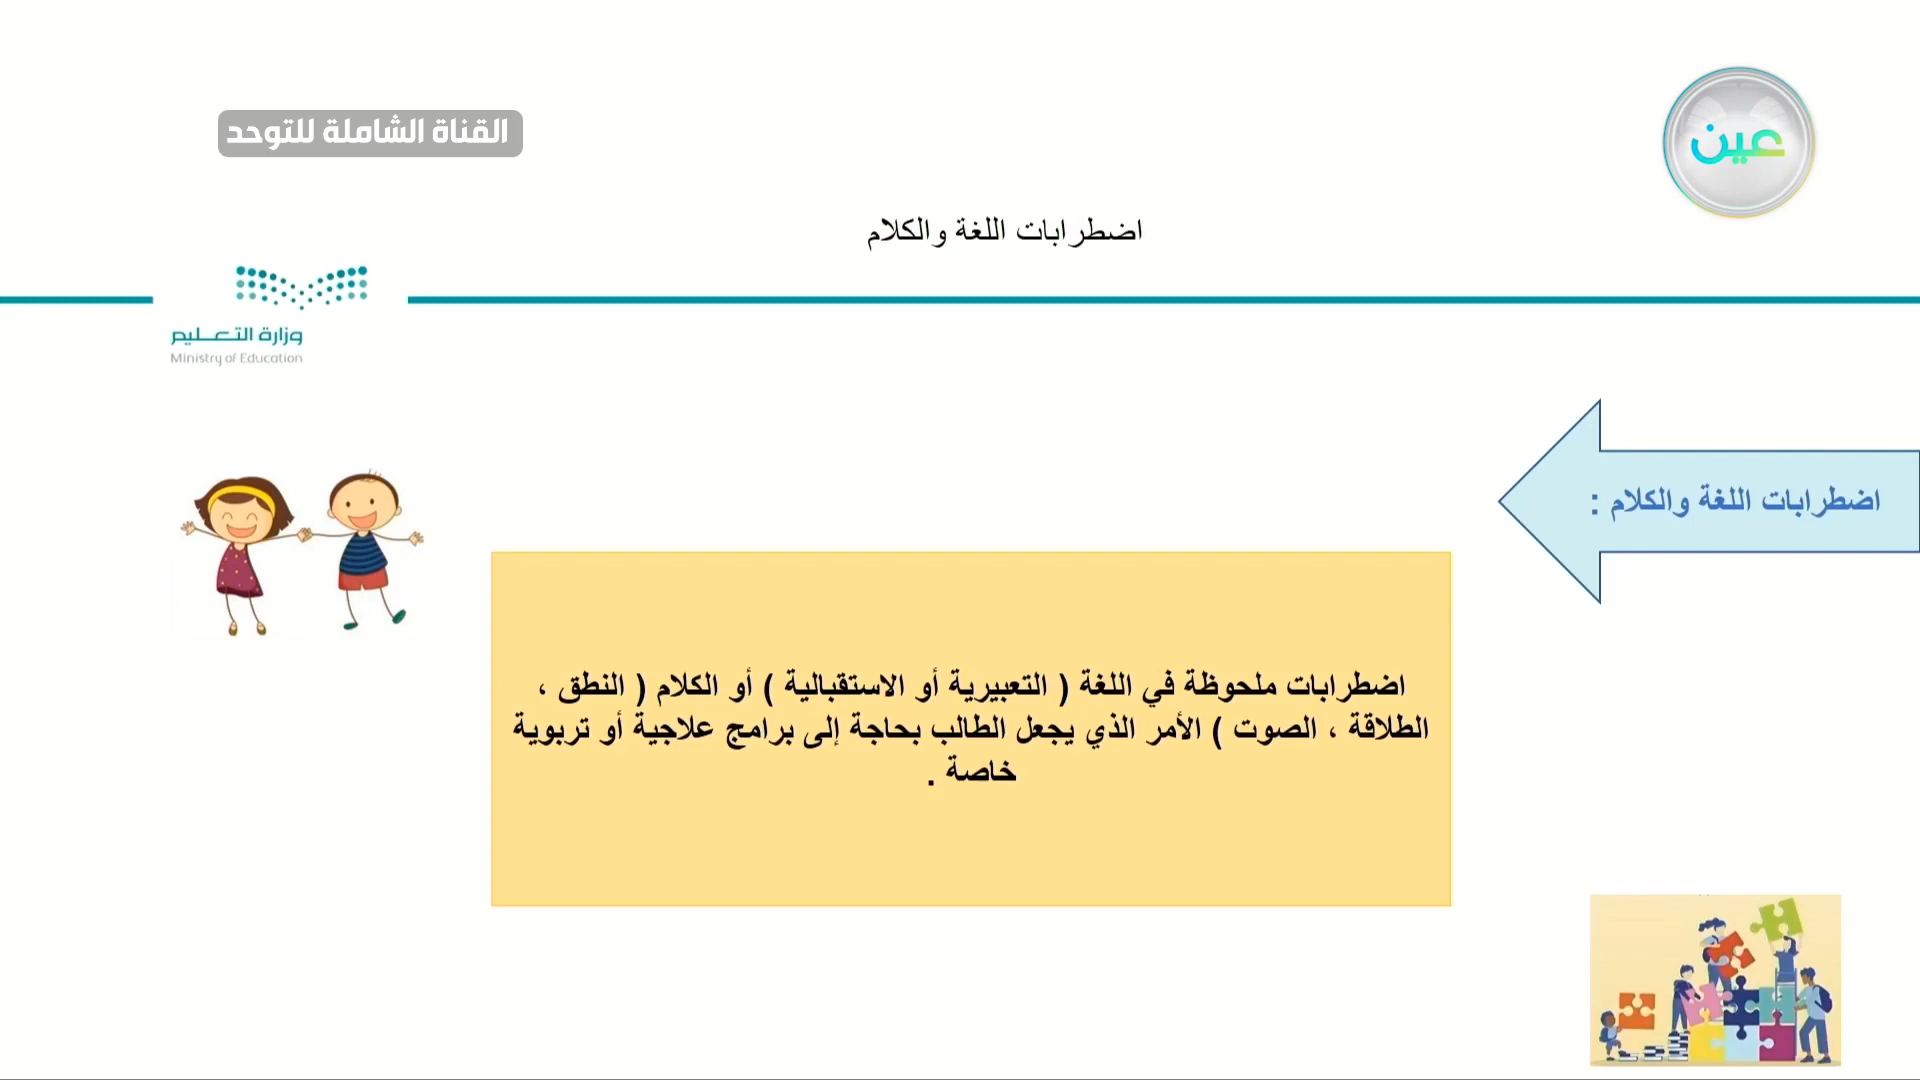 القناة الشاملة للتوحد
عين
اضطرابات اللغة والكلام
وزارة التعليم
Ministry of Education
اضطرابات اللغة والكلام :
اضطرابات ملحوظة في اللغة ( التعبيرية أو الاستقبالية ) أو الكلام ( النطق ،
الطلاقة ، الصوت ) الأمر الذي يجعل الطالب بحاجة إلى برامج علاجية أو تربوية
خاصة .